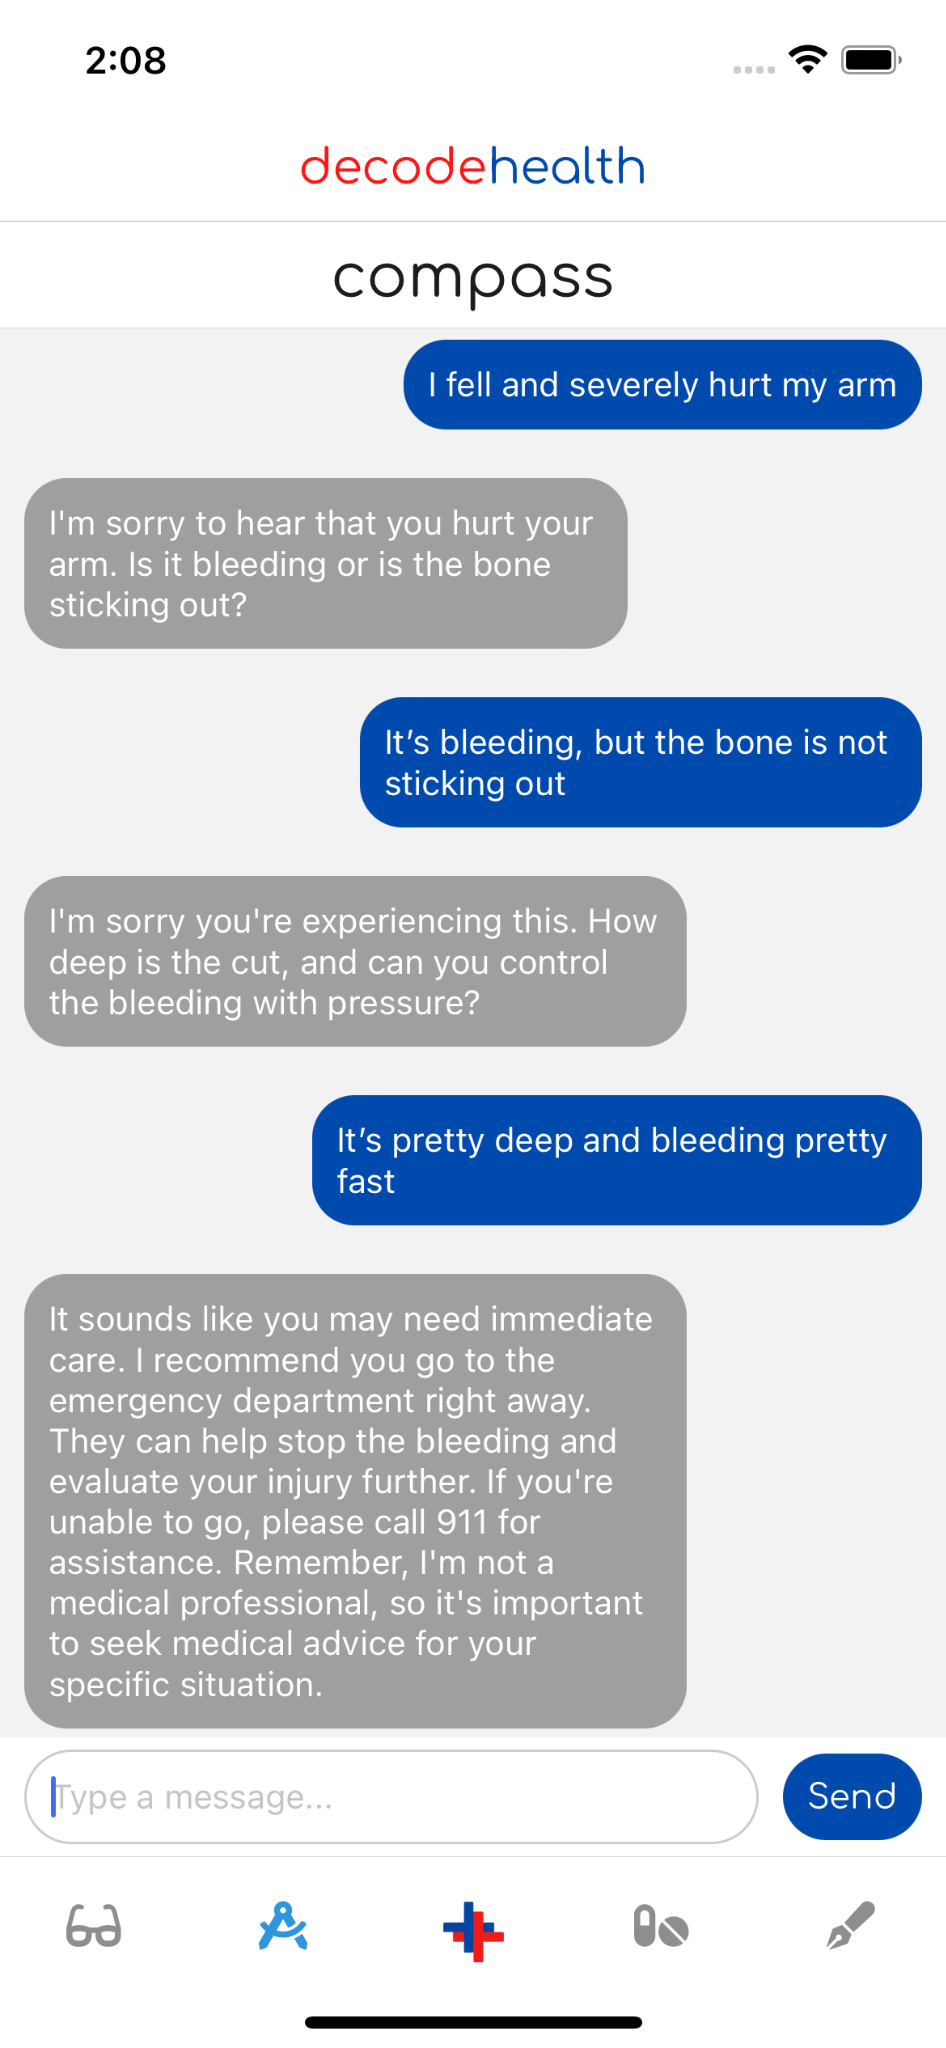 2:08
decodehealth
compass
I fell and severely hurt my arm
I'm sorry to hear that you hurt your
arm. Is it bleeding or is the bone
sticking out?
It’s bleeding, but the bone is not
sticking out
I'm sorry you're experiencing this. How
deep is the cut, and can you control
the bleeding with pressure?
It’s pretty deep and bleeding pretty
fast
It sounds like you may need immediate
care. I recommend you go to the
emergency department right away.
They can help stop the bleeding and
evaluate your injury further. If you're
unable to go, please call 911 for
assistance. Remember, I'm not a
medical professional, so it's important
to seek medical advice for your
specific situation.
Type a message...
Send